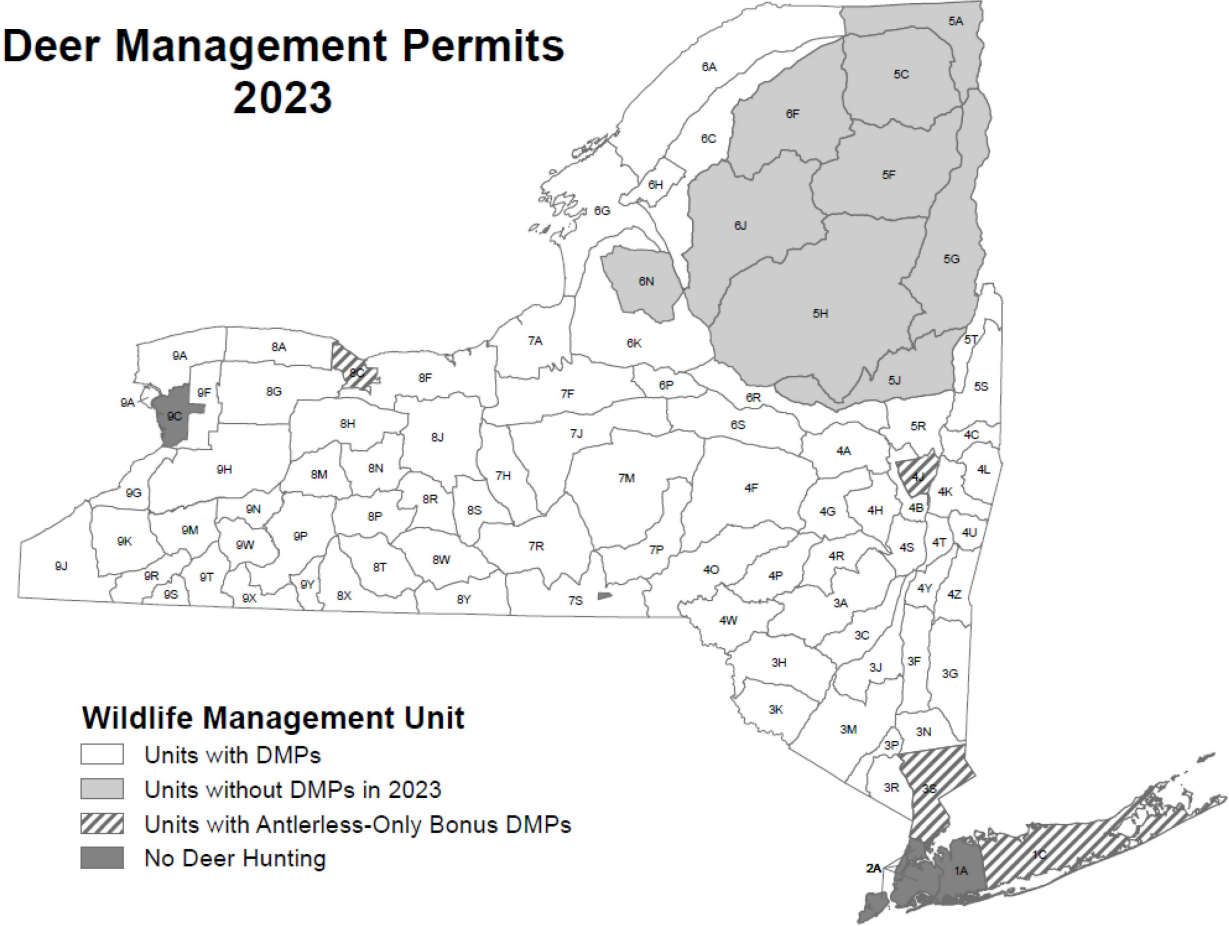 Deer Management Permits
2023
5A
6A
5C
6F
6C
5F
6H
6G
6J
5G
6N
5H
7A
6K
5T
9A
8A
8C
8F
5J
5S
9F
8G
7F
6P
6R
9A
9C
8H
8J
7J
6S
5R
4C
4A
9H
8M
8N
7H
7M
4F
4J
4L
4K
9G
9N
8R
8S
4G
4H
4B
8P
9M
9W
9P
4U
9K
7R
7P
4S
4T
4R
9J
9R
9T
8T
8W
4O
4P
9S
9X
9Y
8X
8Y
7S
4Y
4Z
3A
4W
3C
3H
3J
3F
3G
3K
3M
3N
3P
3R
3S
1C
2A
1A
Wildlife Management Unit
Units with DMPs
Units without DMPs in 2023
Units with Antlerless-Only Bonus DMPs
No Deer Hunting